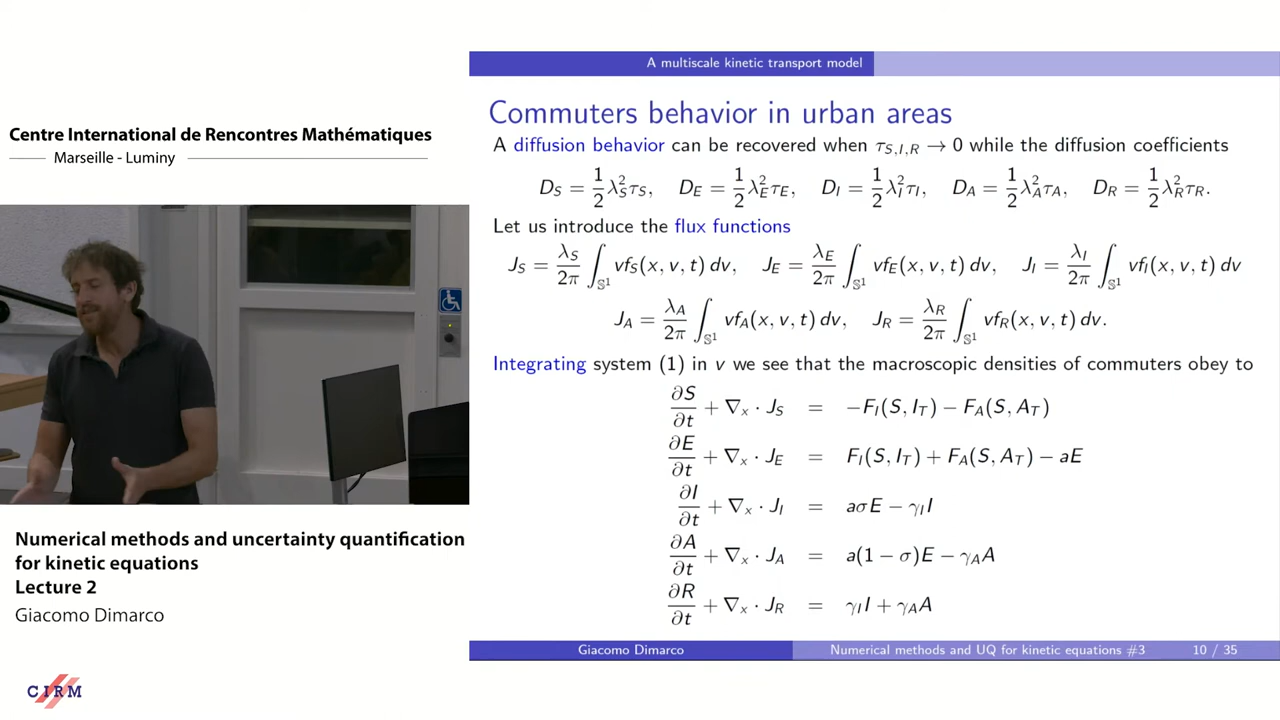 Centre International de Rencontres Mathématiques
Marseille - Luminy
Numerical methods and uncertainty quantification
for kinetic equations
Lecture 2
Giacomo Dimarco
CIRM
A multiscale kinetic transport model
Commuters behavior in urban areas
A diffusion behavior can be recovered when τ_{S,I,R} → 0 while the diffusion coefficients
D_S = 1/2 λ_S^2 τ_S, D_E = 1/2 λ_E^2 τ_E, D_I = 1/2 λ_I^2 τ_I, D_A = 1/2 λ_A^2 τ_A, D_R = 1/2 λ_R^2 τ_R.
Let us introduce the flux functions
J_S = λ_S/2π ∫_{𝕊^1} v f_S(x, v, t) dv, J_E = λ_E/2π ∫_{𝕊^1} v f_E(x, v, t) dv, J_I = λ_I/2π ∫_{𝕊^1} v f_I(x, v, t) dv
J_A = λ_A/2π ∫_{𝕊^1} v f_A(x, v, t) dv, J_R = λ_R/2π ∫_{𝕊^1} v f_R(x, v, t) dv.
Integrating system (1) in v we see that the macroscopic densities of commuters obey to
∂S/∂t + ∇_x · J_S = −F_I(S, I_T) − F_A(S, A_T)
∂E/∂t + ∇_x · J_E = F_I(S, I_T) + F_A(S, A_T) − aE
∂I/∂t + ∇_x · J_I = aσE − γ_I I
∂A/∂t + ∇_x · J_A = a(1 − σ)E − γ_A A
∂R/∂t + ∇_x · J_R = γ_I I + γ_A A
Giacomo Dimarco
Numerical methods and UQ for kinetic equations #3
10 / 35